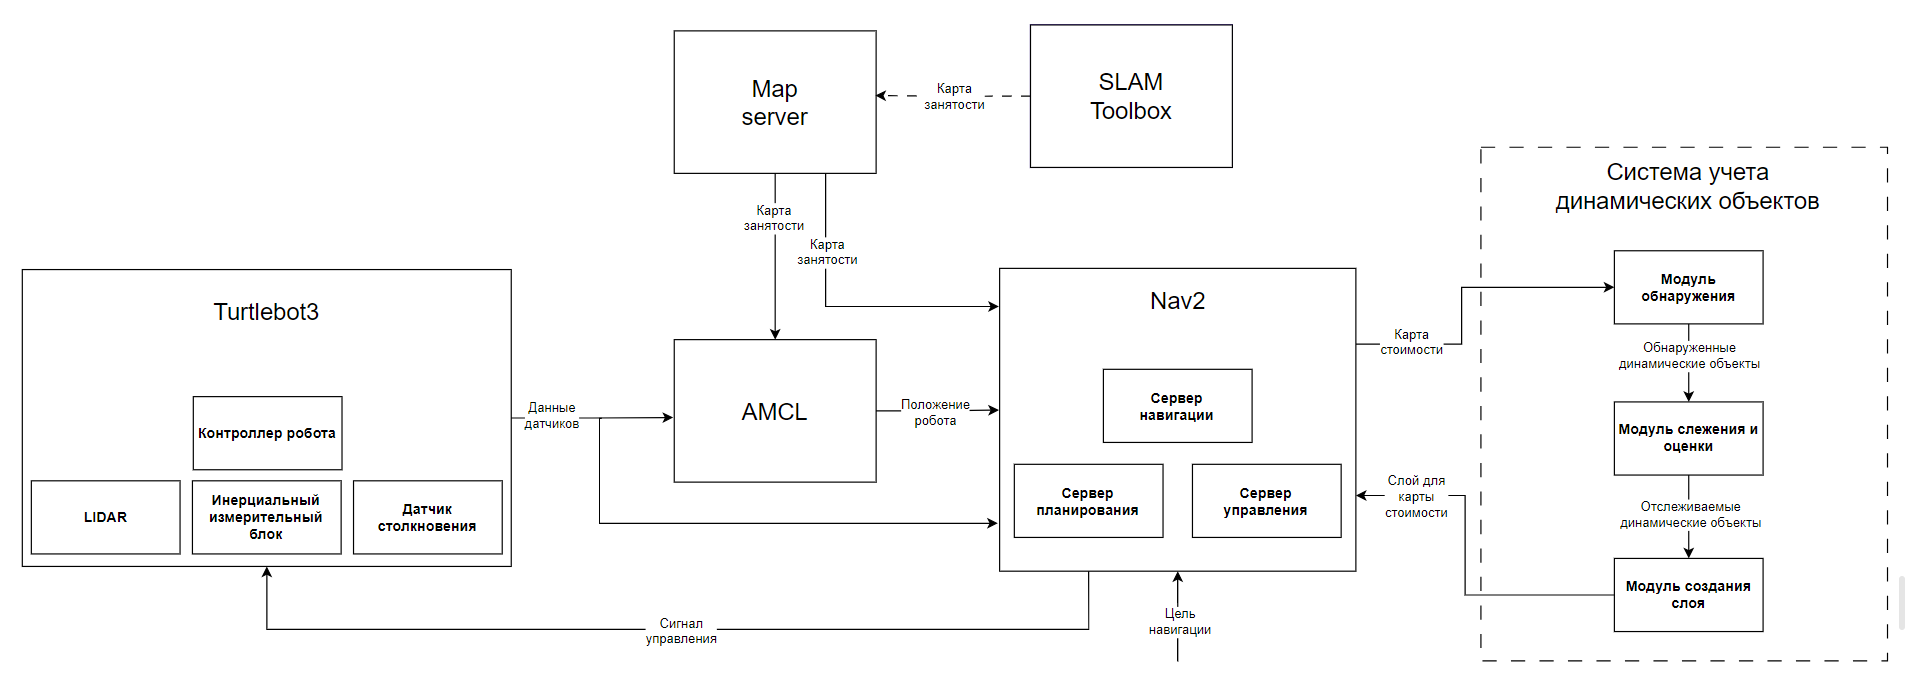 Map
server
Карта
занятости
SLAM
Toolbox
Карта
занятости
Карта
занятости
Turtlebot3
Контроллер робота
LIDAR
Инерциальный
измерительный
блок
Датчик
столкновения
Данные
датчиков
AMCL
Положение
робота
Nav2
Сервер
навигации
Сервер
планирования
Сервер
управления
Сигнал
управления
Цель
навигации
Карта
стоимости
Слой для
карты
стоимости
Система учета
динамических объектов
Модуль
обнаружения
Обнаруженные
динамические объекты
Модуль слежения и
оценки
Отслеживаемые
динамические объекты
Модуль создания
слоя